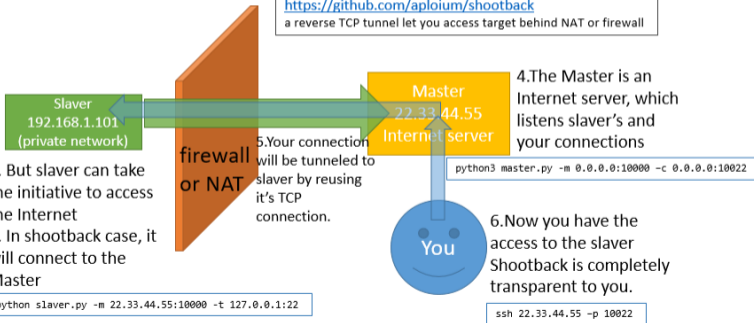 https://github.com/aploium/shootback
a reverse TCP tunnel let you access target behind NAT or firewall
Slaver
192.168.1.101
(private network)
firewall
or NAT
Master
22.33.44.55
Internet server
4.The Master is an
Internet server, which
listens slaver's and
your connections
python3 master.py -m 0.0.0.0:10000 -c 0.0.0.0:10022
5.Your connection
will be tunneled to
slaver by reusing
it's TCP
connection.
. But slaver can take
he initiative to access
he Internet
. In shootback case, it
ill connect to the
Master
ython slaver.py -m 22.33.44.55:10000 -t 127.0.0.1:22
You
6.Now you have the
access to the slaver
Shootback is completely
transparent to you.
ssh 22.33.44.55 -p 10022